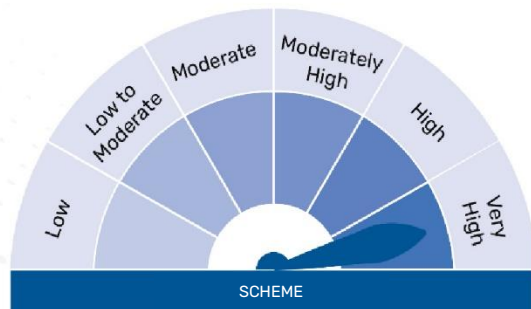 Low
Low to
Moderate
Moderate
Moderately
High
High
Very
High
SCHEME